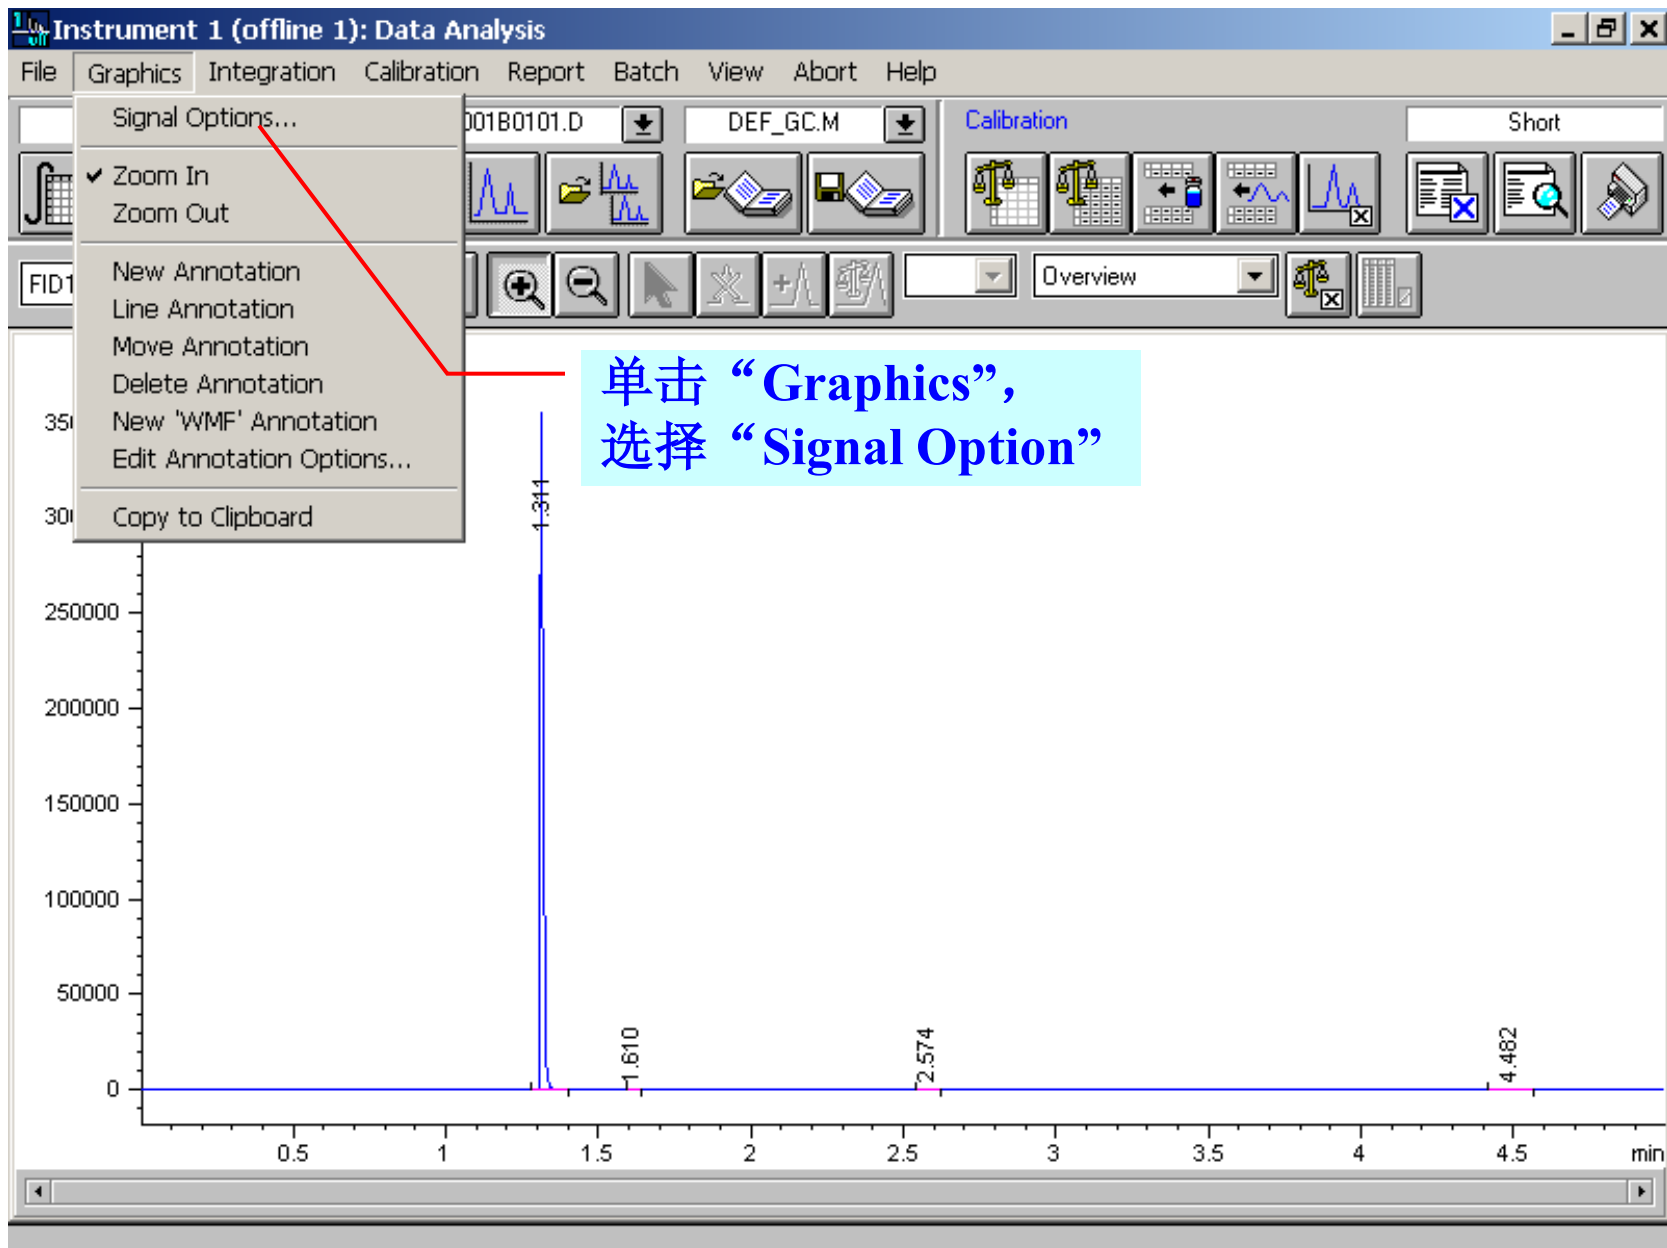 Instrument 1 (offline 1): Data Analysis
File Graphics Integration Calibration Report Batch View Abort Help
Signal Options...
Zoom In
Zoom Out
New Annotation
Line Annotation
Move Annotation
Delete Annotation
New 'WMF' Annotation
Edit Annotation Options...
Copy to Clipboard
001B0101.D DEF_GC.M Calibration Short
FID1 Overview
单击“Graphics”，
选择“Signal Option”
1.311
1.610
2.574
4.482
250000
200000
150000
100000
50000
0
0.5 1 1.5 2 2.5 3 3.5 4 4.5 min